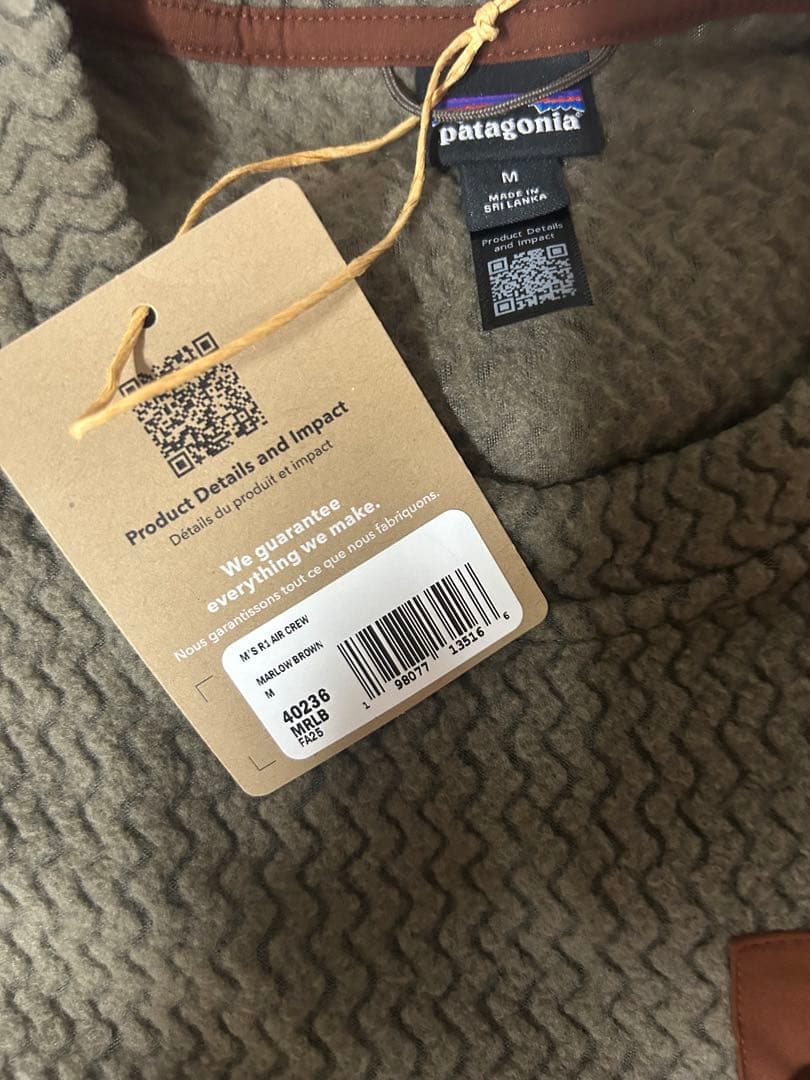 patagonia®
M
MADE IN
SRI LANKA
Product Details
and Impact
Product Details and Impact
Détails du produit et impact
We guarantee
everything we make.
Nous garantissons tout ce que nous fabriquons.
M'S R1 AIR CREW
MARLOW BROWN
M
40236
MRLB
FA25
1 98077 13516 6